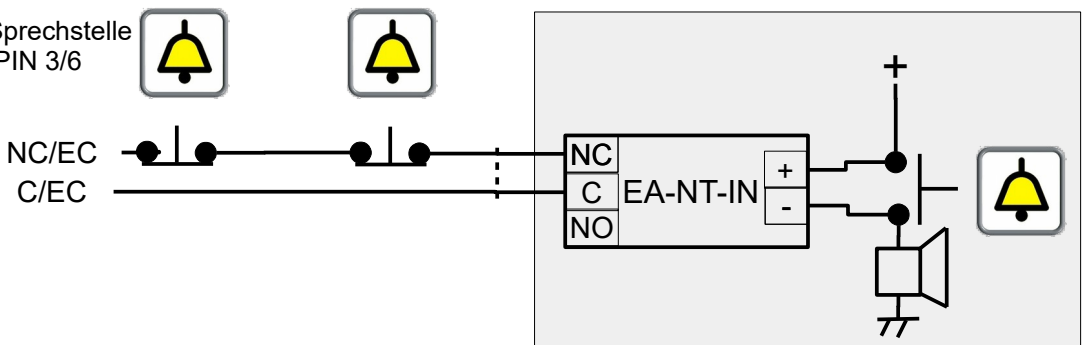 Sprechstelle
PIN 3/6
NC/EC
C/EC
NC
C
NO
EA-NT-IN
+
-
+